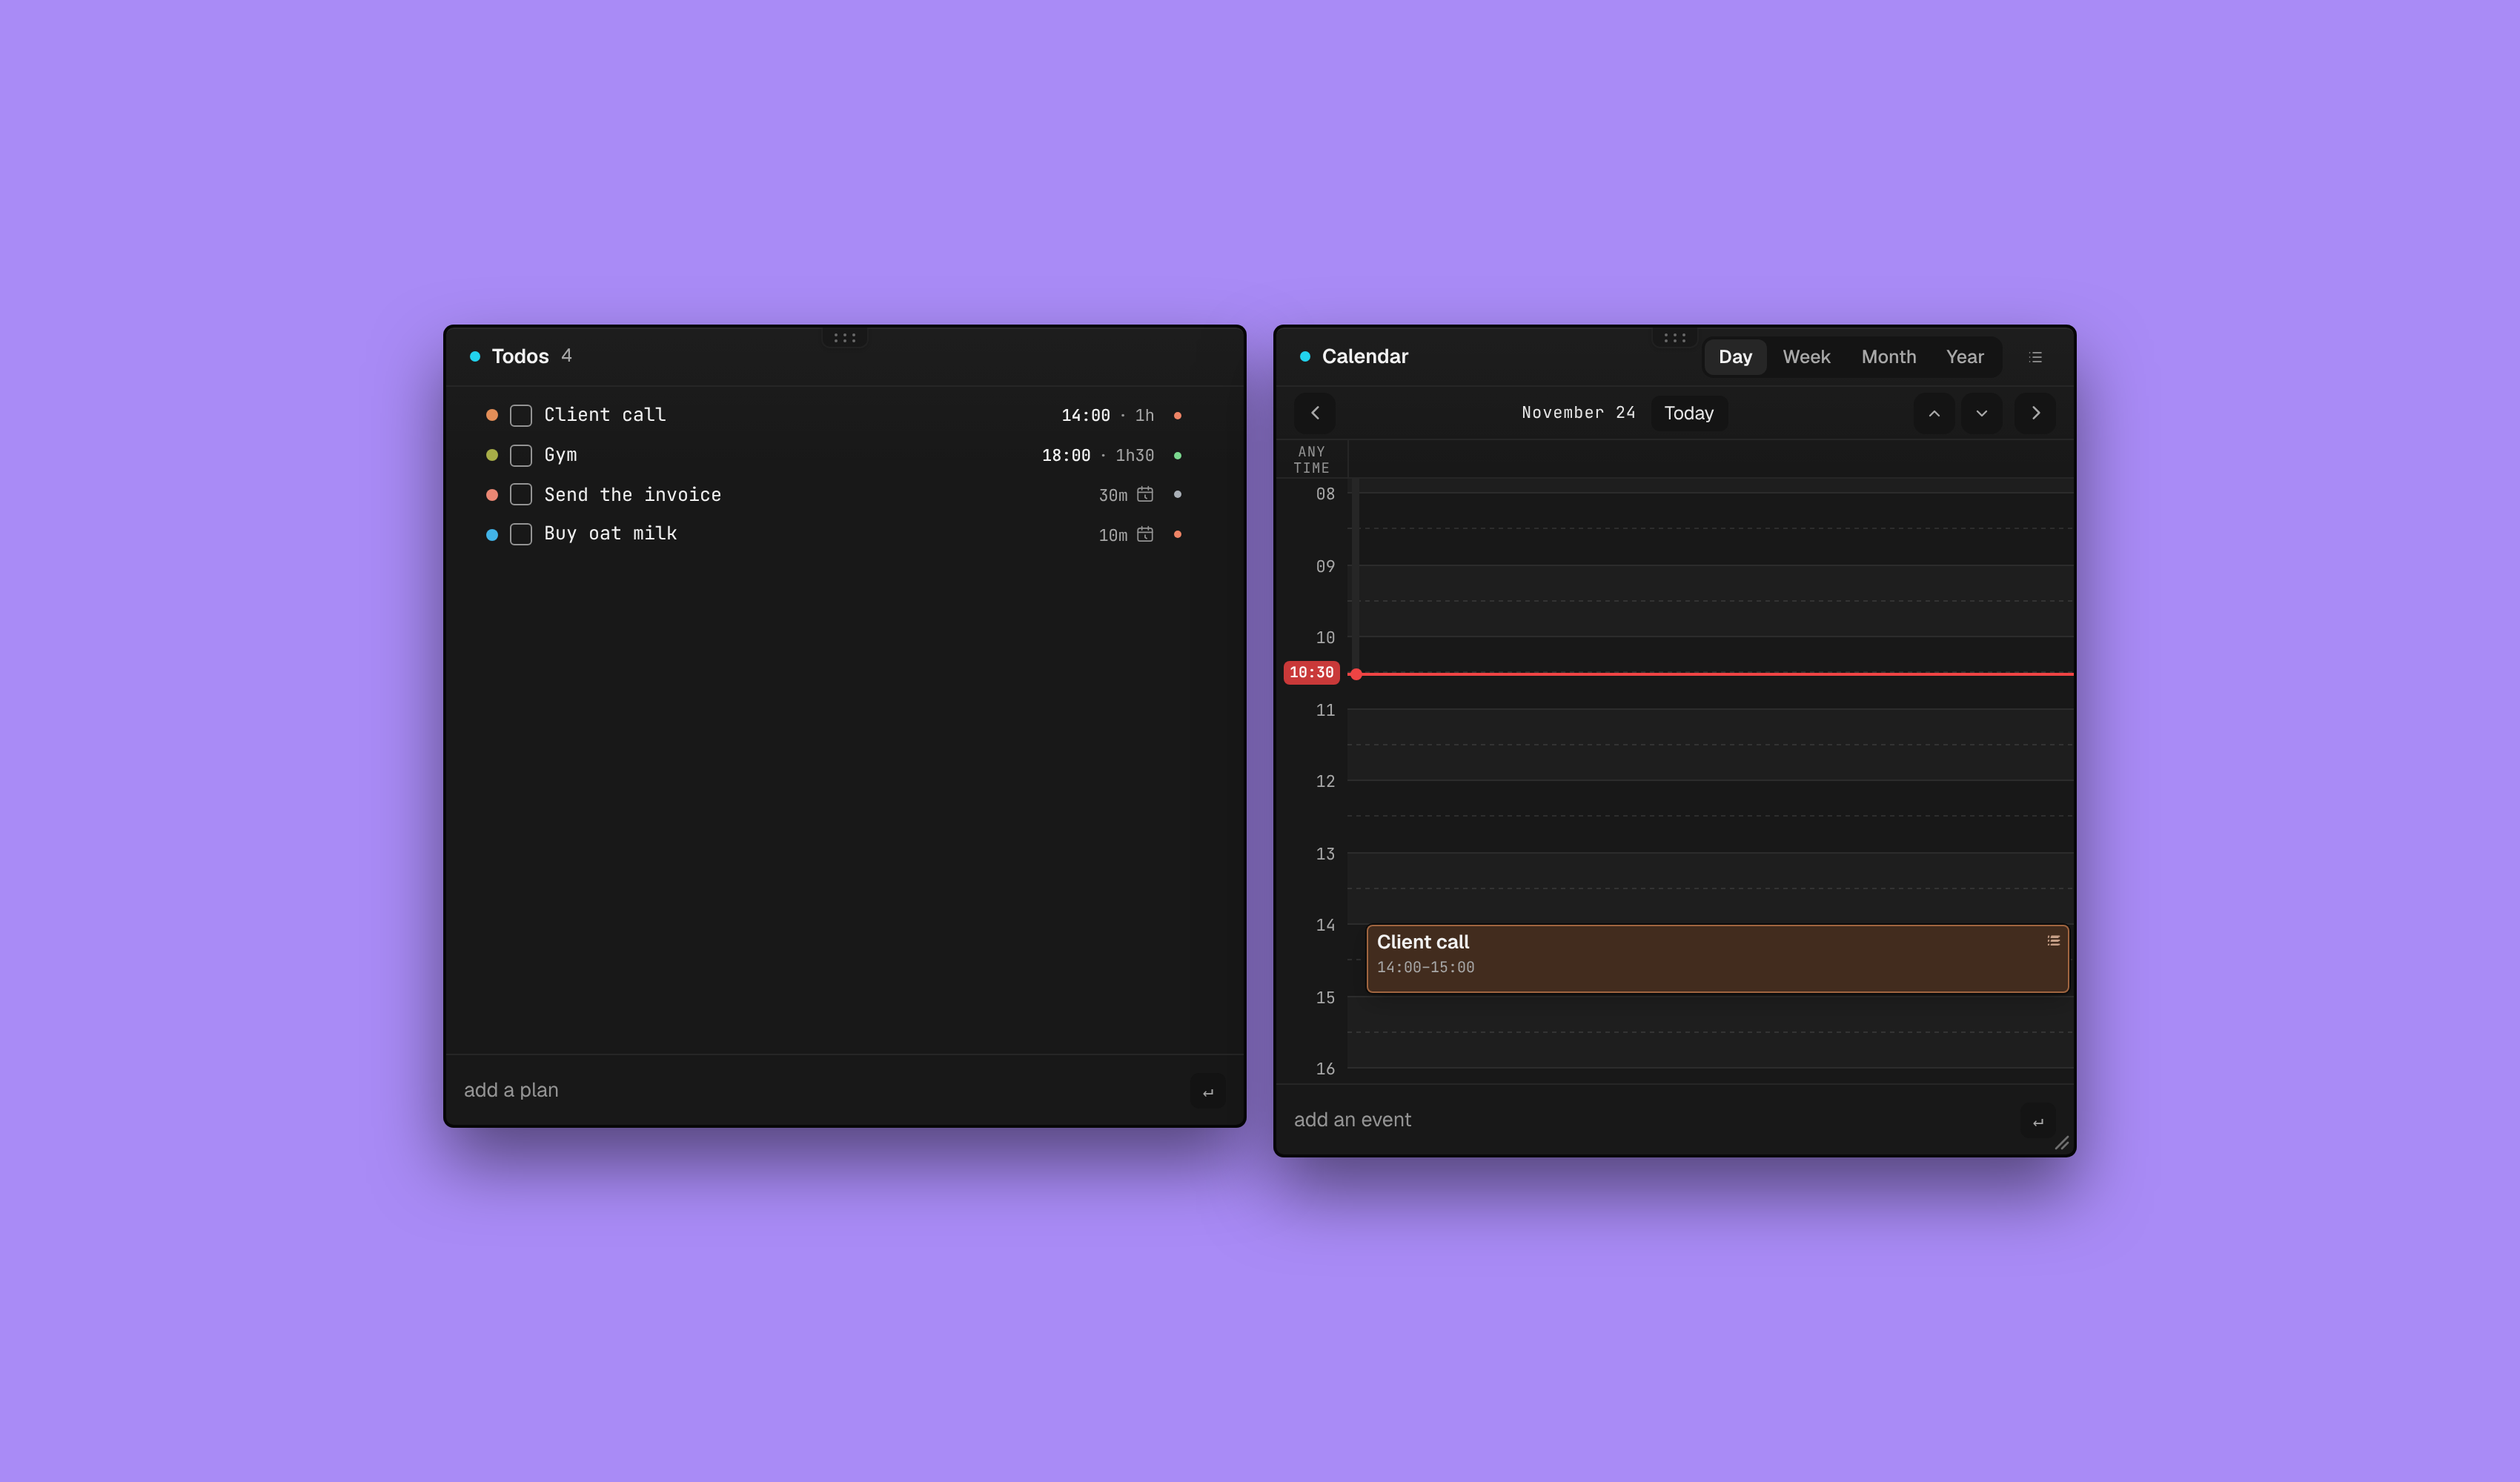 Todos 4
Client call 14:00 · 1h
Gym 18:00 · 1h30
Send the invoice 30m
Buy oat milk 10m
add a plan
Calendar Day Week Month Year
November 24 Today
ANY
TIME
08
09
10
10:30
11
12
13
14
Client call
14:00–15:00
15
16
add an event